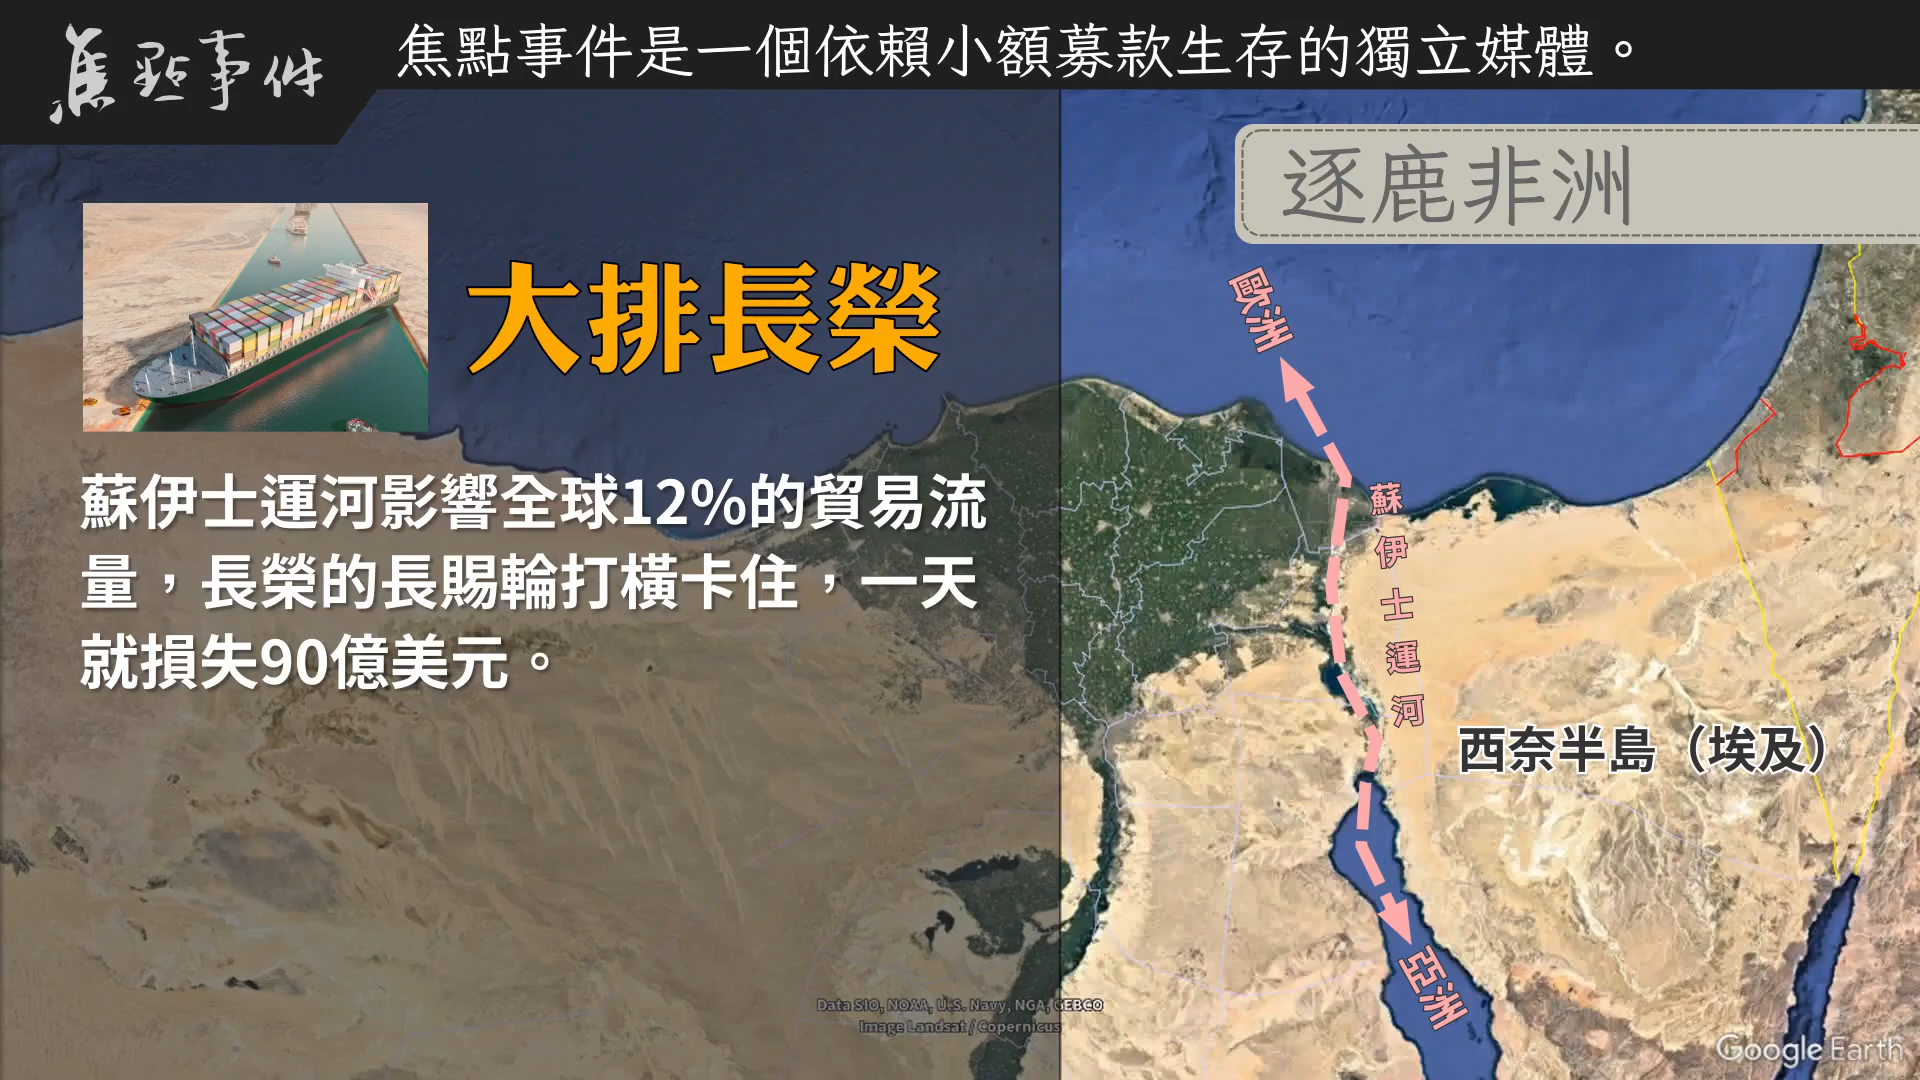 焦點事件
焦點事件是一個依賴小額募款生存的獨立媒體。
逐鹿非洲
大排長榮
蘇伊士運河影響全球12%的貿易流
量，長榮的長賜輪打橫卡住，一天
就損失90億美元。
歐洲
蘇伊士運河
西奈半島（埃及）
亞洲
Data SIO, NOAA, U.S. Navy, NGA, GEBCO
Image Landsat / Copernicus
Google Earth